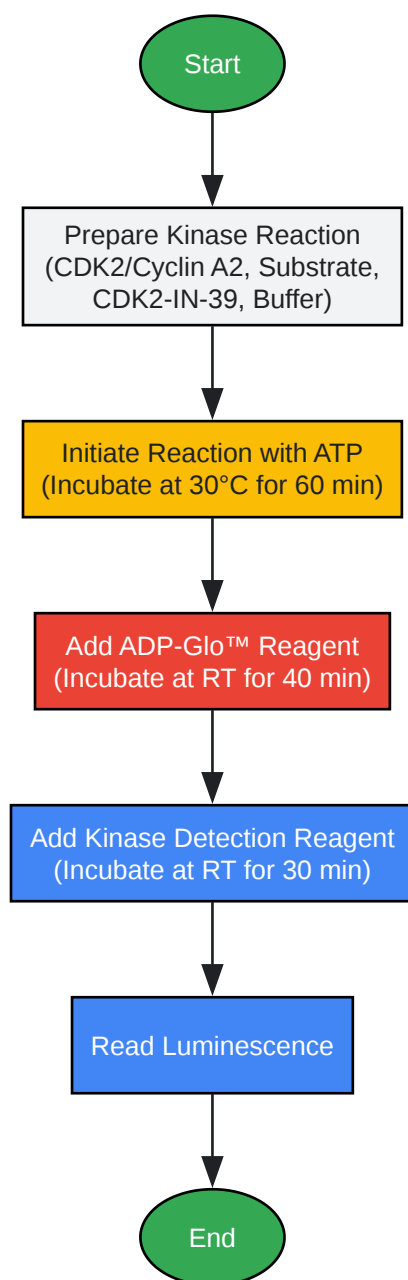 Start
Prepare Kinase Reaction
(CDK2/Cyclin A2, Substrate,
CDK2-IN-39, Buffer)
Initiate Reaction with ATP
(Incubate at 30°C for 60 min)
Add ADP-Glo™ Reagent
(Incubate at RT for 40 min)
Add Kinase Detection Reagent
(Incubate at RT for 30 min)
Read Luminescence
End